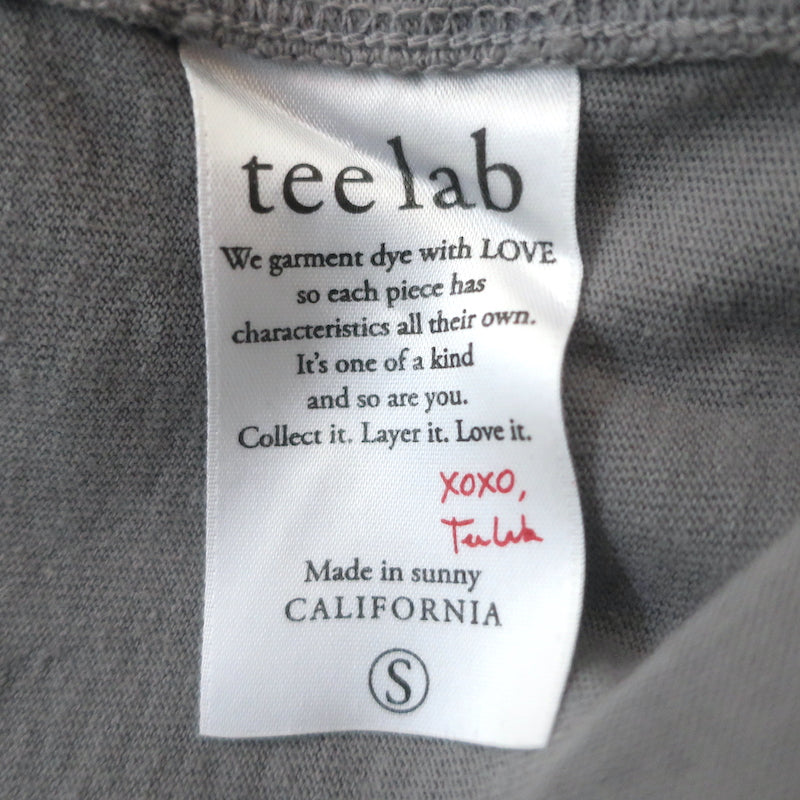 tee lab
We garment dye with LOVE
so each piece has
characteristics all their own.
It's one of a kind
and so are you.
Collect it. Layer it. Love it.
xoxo,
Tee Lab
Made in sunny
CALIFORNIA
S